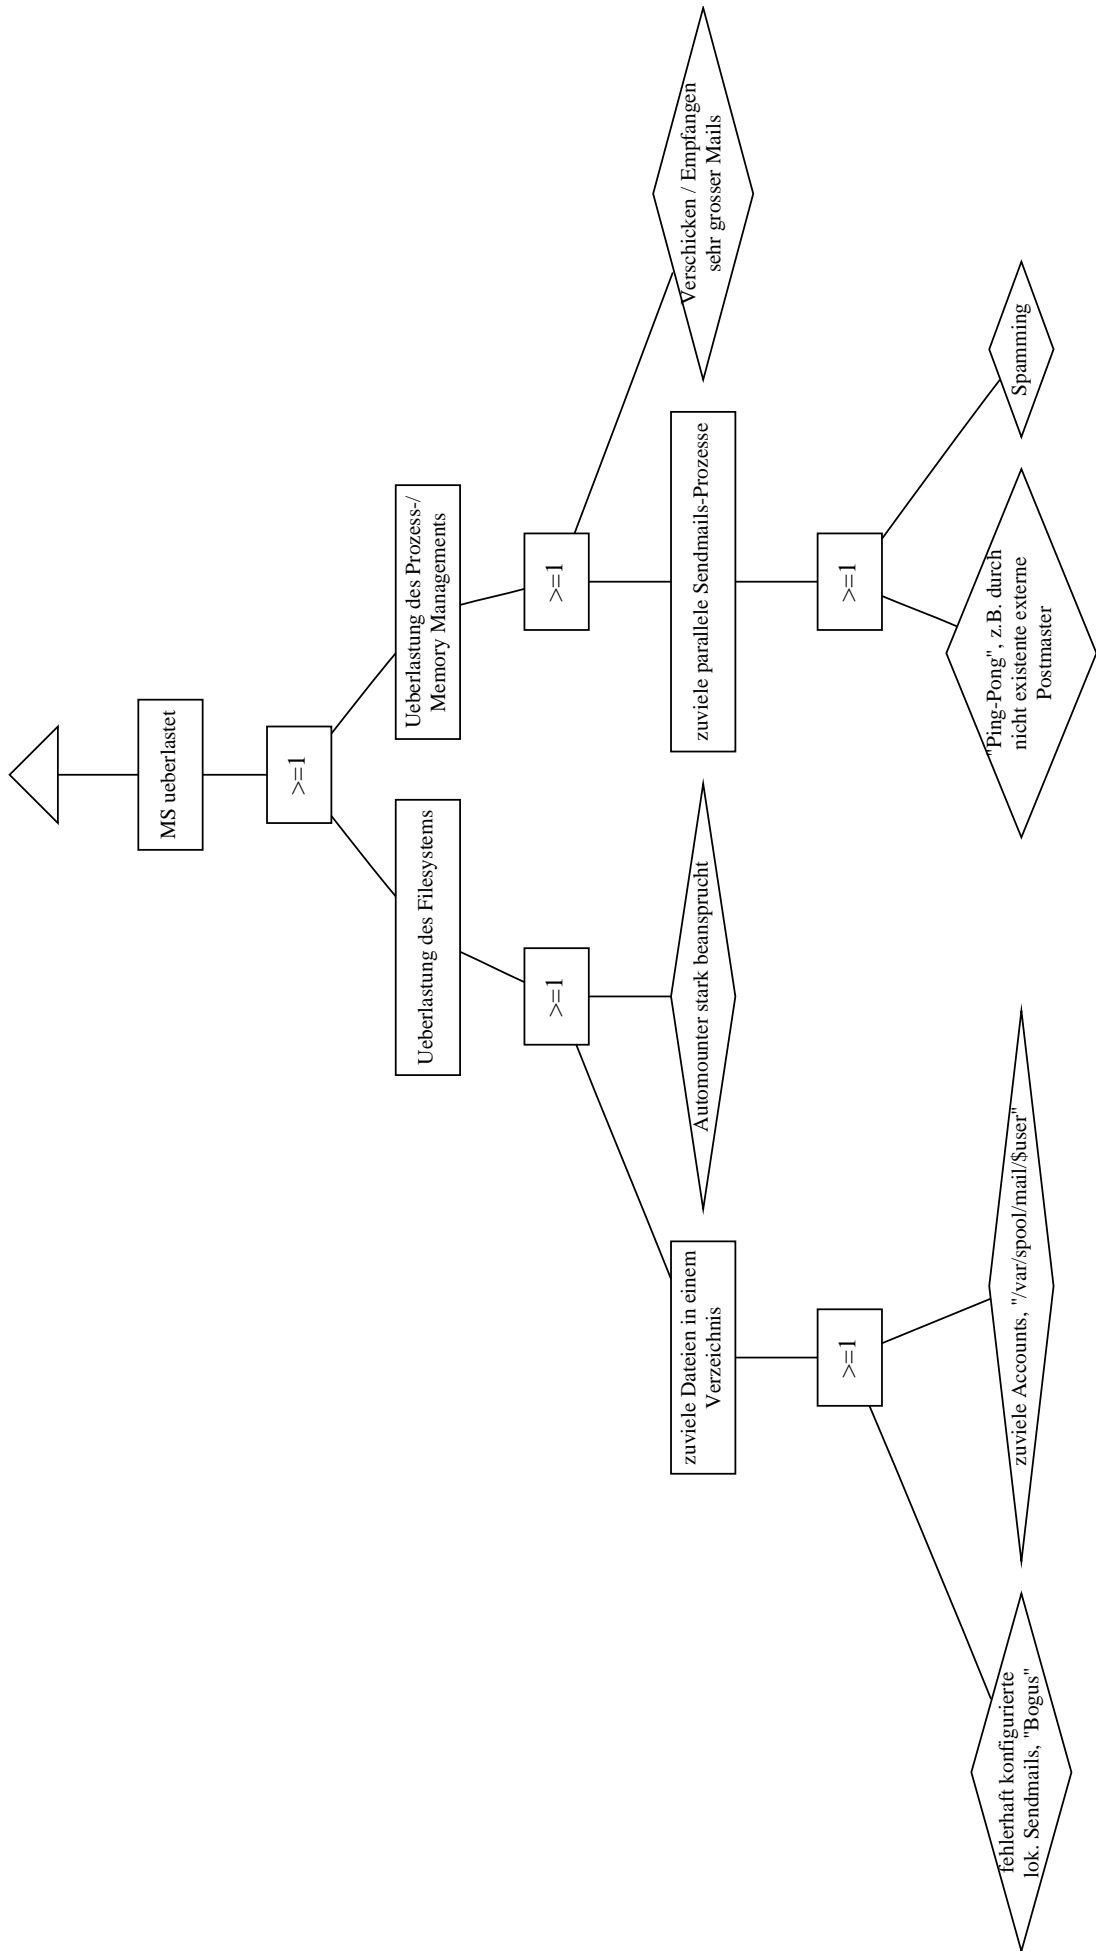 MS ueberlastet
>=1
Ueberlastung des Filesystems
Ueberlastung des Prozess-/
Memory Managements
>=1
>=1
zuviele Dateien in einem
Verzeichnis
Automounter stark beansprucht
zuviele parallele Sendmails-Prozesse
Verschicken / Empfangen
sehr grosser Mails
>=1
>=1
fehlerhaft konfigurierte
lok. Sendmails, "Bogus"
zuviele Accounts, "/var/spool/mail/$user"
"Ping-Pong", z.B. durch
nicht existente externe
Postmaster
Spamming